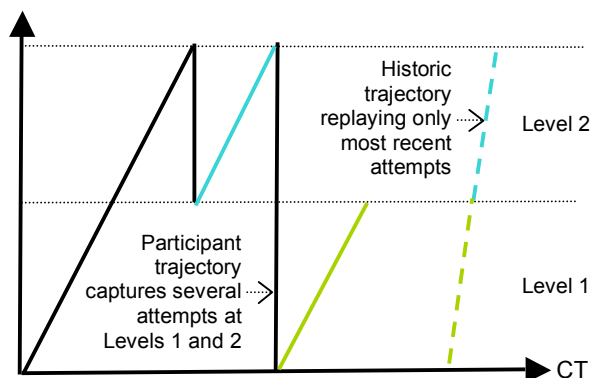 Historic
trajectory
replaying only
most recent
attempts
Level 2
Participant
trajectory
captures several
attempts at
Levels 1 and 2
Level 1
CT